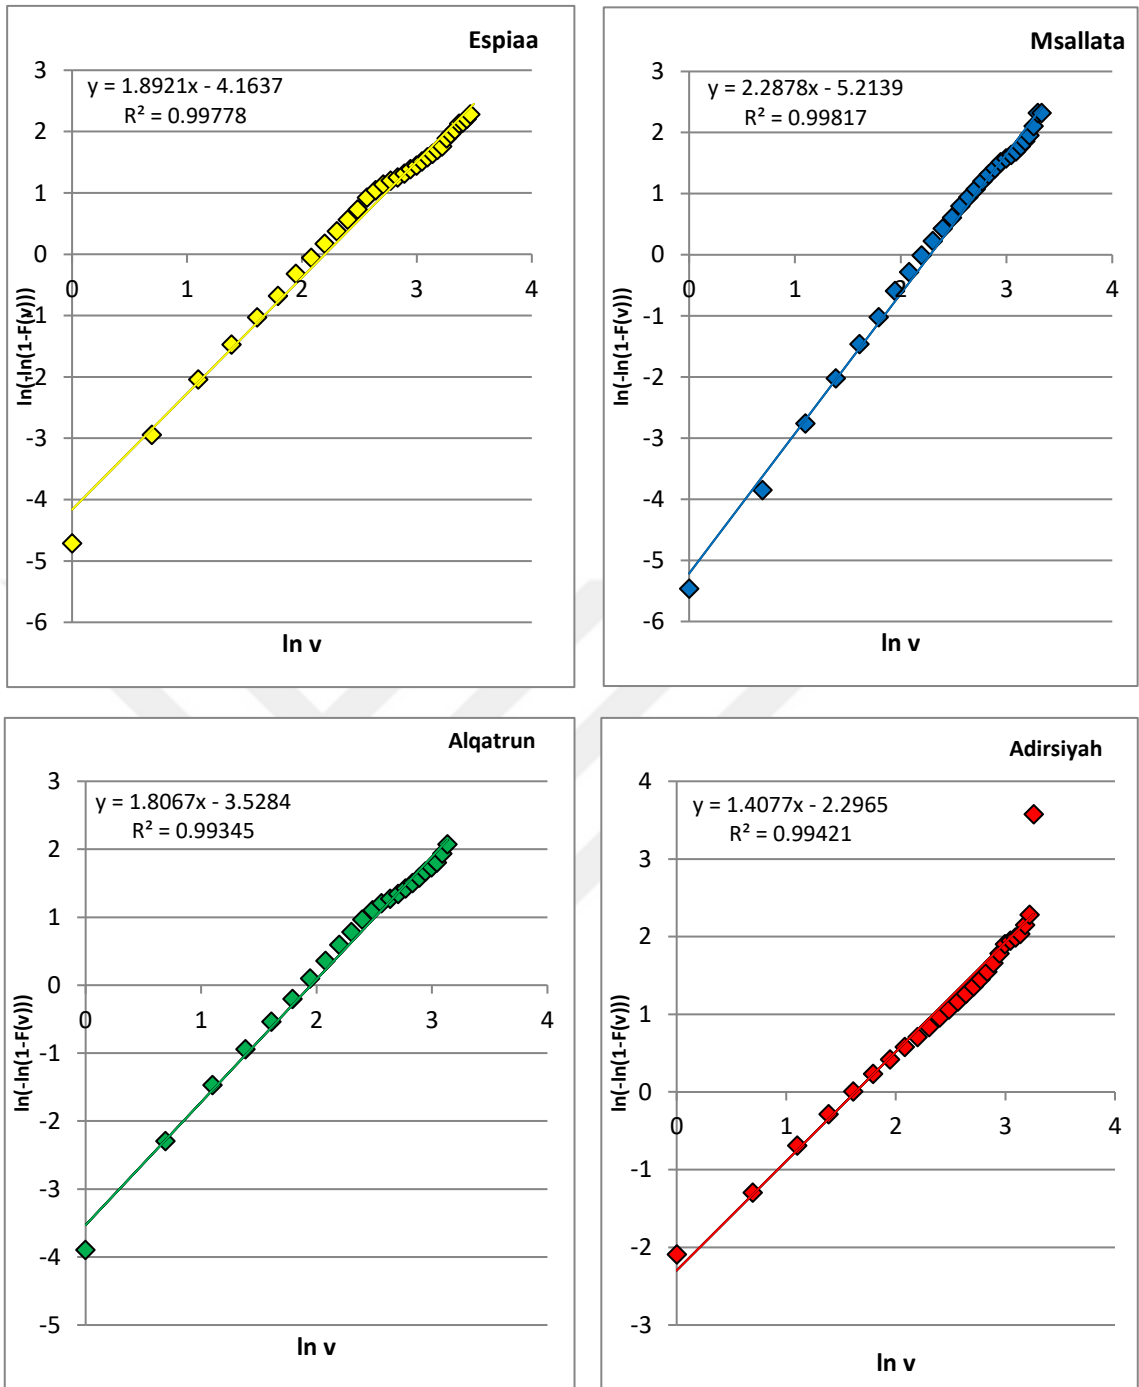 Espiaa
y = 1.8921x - 4.1637
R² = 0.99778
3
2
1
0
-1
-2
-3
-4
-5
-6
0
1
2
3
4
ln(-ln(1-F(v)))
ln v
Msallata
y = 2.2878x - 5.2139
R² = 0.99817
3
2
1
0
-1
-2
-3
-4
-5
-6
0
1
2
3
4
ln(-ln(1-F(v)))
ln v
Alqatrun
y = 1.8067x - 3.5284
R² = 0.99345
3
2
1
0
-1
-2
-3
-4
-5
0
1
2
3
4
ln(-ln(1-F(v)))
ln v
Adirsiyah
y = 1.4077x - 2.2965
R² = 0.99421
4
3
2
1
0
-1
-2
-3
0
1
2
3
4
ln(-ln(1-F(v)))
ln v